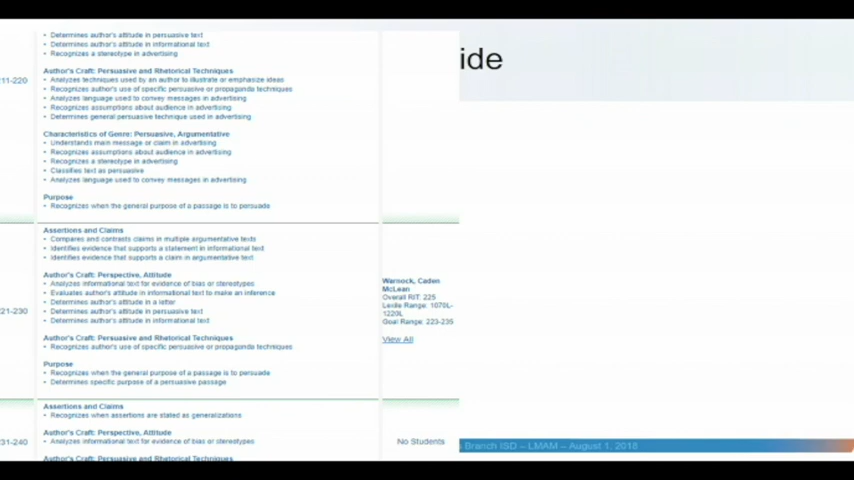 • Determines author's attitude in persuasive text
• Determines author's attitude in informational text
• Recognizes a stereotype in advertising
ide
Author's Craft: Persuasive and Rhetorical Techniques
211-220
• Analyzes techniques used by an author to illustrate or emphasize ideas
• Recognizes author's use of specific persuasive or propaganda techniques
• Analyzes language used to convey messages in advertising
• Recognizes assumptions about audience in advertising
• Determines general persuasive technique used in advertising
Characteristics of Genre: Persuasive, Argumentative
• Understands main message or claim in advertising
• Recognizes assumptions about audience in advertising
• Recognizes a stereotype in advertising
• Classifies text as persuasive
• Analyzes language used to convey messages in advertising
Purpose
• Recognizes when the general purpose of a passage is to persuade
Assertions and Claims
• Compares and contrasts claims in multiple argumentative texts
• Identifies evidence that supports a statement in informational text
• Identifies evidence that supports a claim in argumentative text
Author's Craft: Perspective, Attitude
• Analyzes informational text for evidence of bias or stereotypes
• Evaluates author's attitude in informational text to make an inference
• Determines author's attitude in a letter
• Determines author's attitude in persuasive text
• Determines author's attitude in informational text
21-230
Warnock, Caden
McLean
Overall RIT: 225
Lexile Range: 1070L-
1220L
Goal Range: 223-235
View All
Author's Craft: Persuasive and Rhetorical Techniques
• Recognizes author's use of specific persuasive or propaganda techniques
Purpose
• Recognizes when the general purpose of a passage is to persuade
• Determines specific purpose of a persuasive passage
Assertions and Claims
• Recognizes when assertions are stated as generalizations
Author's Craft: Perspective, Attitude
31-240
• Analyzes informational text for evidence of bias or stereotypes
No Students
Branch ISD – LMAM – August 1, 2018
Author's Craft: Persuasive and Rhetorical Techniques